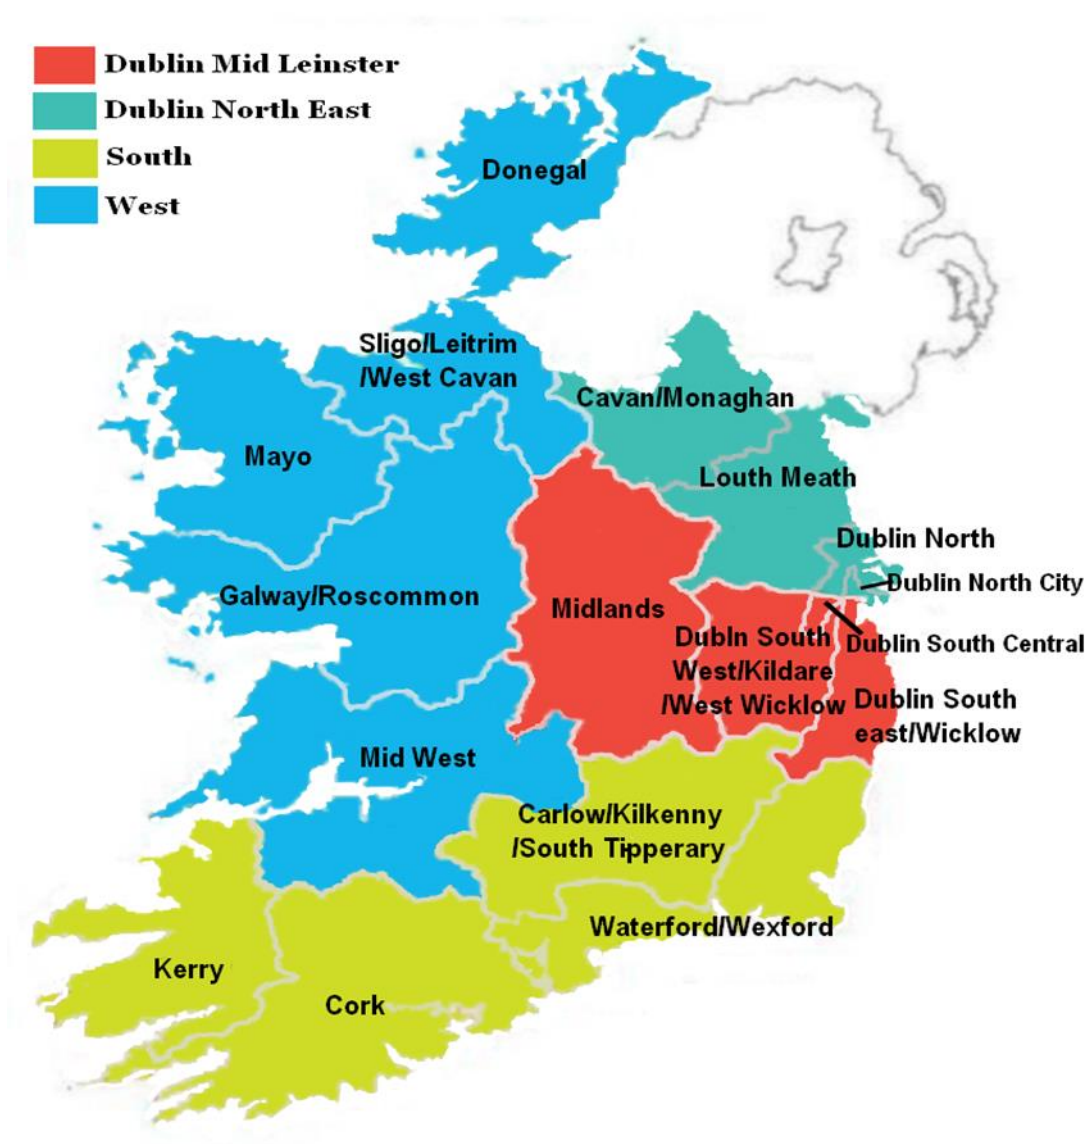 Dublin Mid Leinster
Dublin North East
South
West
Donegal
Sligo/Leitrim
/West Cavan
Cavan/Monaghan
Mayo
Louth Meath
Dublin North
Dublin North City
Galway/Roscommon
Midlands
Dubln South
West/Kildare
/West Wicklow
Dublin South Central
Dublin South
east/Wicklow
Mid West
Carlow/Kilkenny
/South Tipperary
Waterford/Wexford
Kerry
Cork